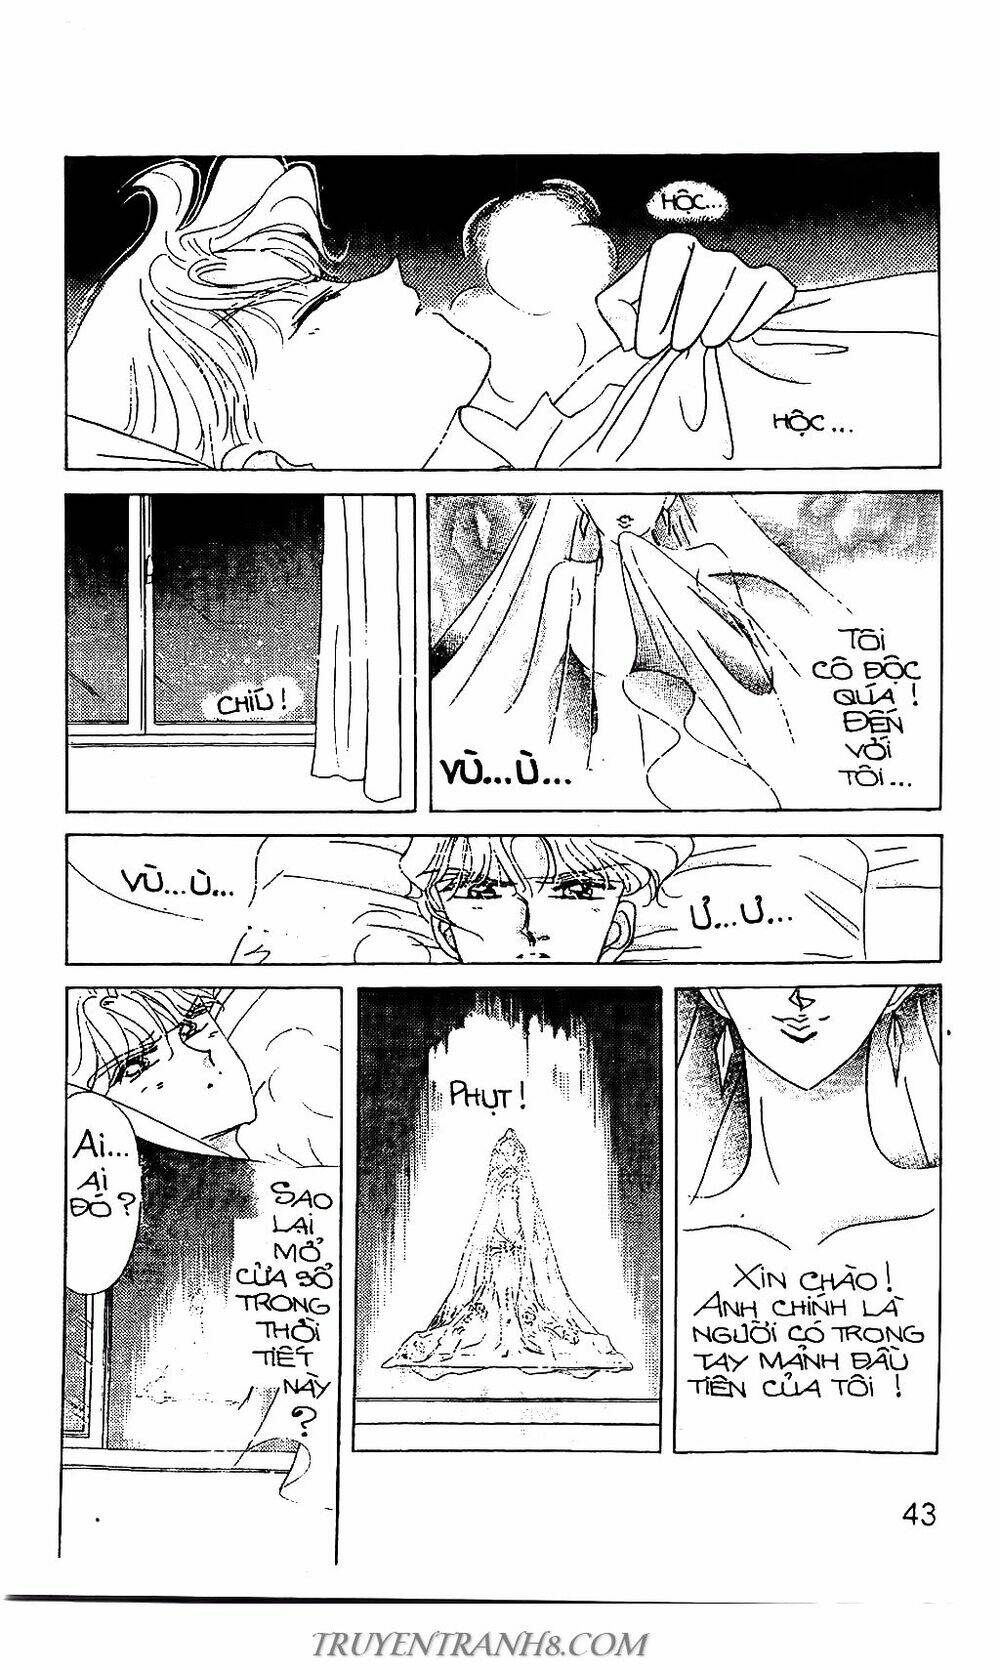 HỘC...
HỘC...
CHÍU!
TÔI
CÔ ĐỘC
QUÁ!
ĐẾN
VỚI
TÔI...
VÙ...Ù...
VÙ...Ù...
Ư...Ư...
AI...
AI
ĐÓ?
SAO
LẠI
MỞ
CỬA SỔ
TRONG
THỜI
TIẾT
NÀY
?
PHỤT!
XIN CHÀO!
ANH CHÍNH LÀ
NGƯỜI CÓ TRONG
TAY MẢNH ĐẦU
TIÊN CỦA TÔI!
43
TRUYENTRANH8.COM